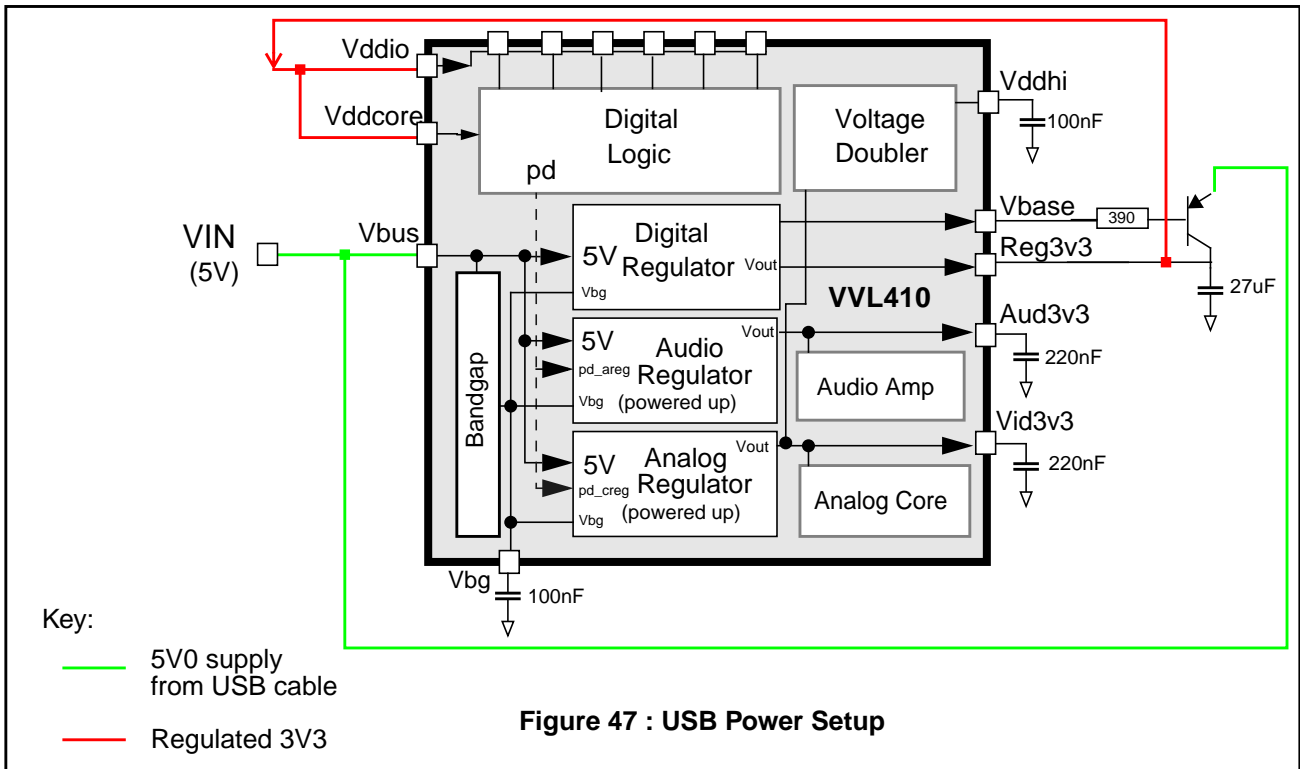 Vddio
Vddcore
Digital
Logic
pd
Voltage
Doubler
Vddhi
100nF
VIN
(5V)
Vbus
5V
Digital
Regulator
Vout
Vbg
Vbase
390
Reg3v3
27uF
VVL410
Bandgap
5V
pd_areg
Vbg
Audio
Regulator
(powered up)
Vout
Audio Amp
Aud3v3
220nF
5V
pd_creg
Vbg
Analog
Regulator
(powered up)
Vout
Analog Core
Vid3v3
220nF
Vbg
100nF
Key:
5V0 supply
from USB cable
Regulated 3V3
Figure 47 : USB Power Setup